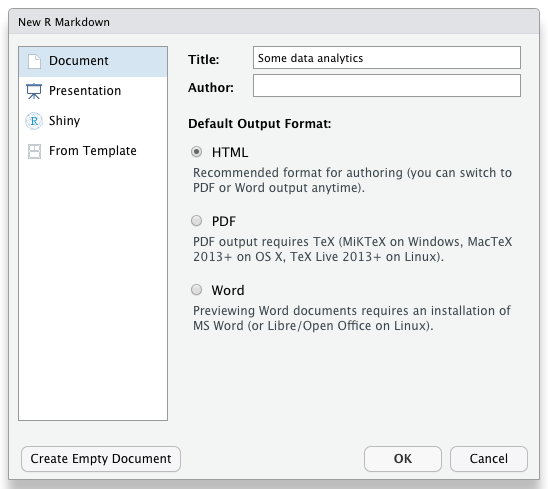 New R Markdown
Document
Presentation
R Shiny
From Template
Title: Some data analytics
Author:
Default Output Format:
HTML
Recommended format for authoring (you can switch to
PDF or Word output anytime).
PDF
PDF output requires TeX (MiKTeX on Windows, MacTeX
2013+ on OS X, TeX Live 2013+ on Linux).
Word
Previewing Word documents requires an installation of
MS Word (or Libre/Open Office on Linux).
Create Empty Document
OK
Cancel